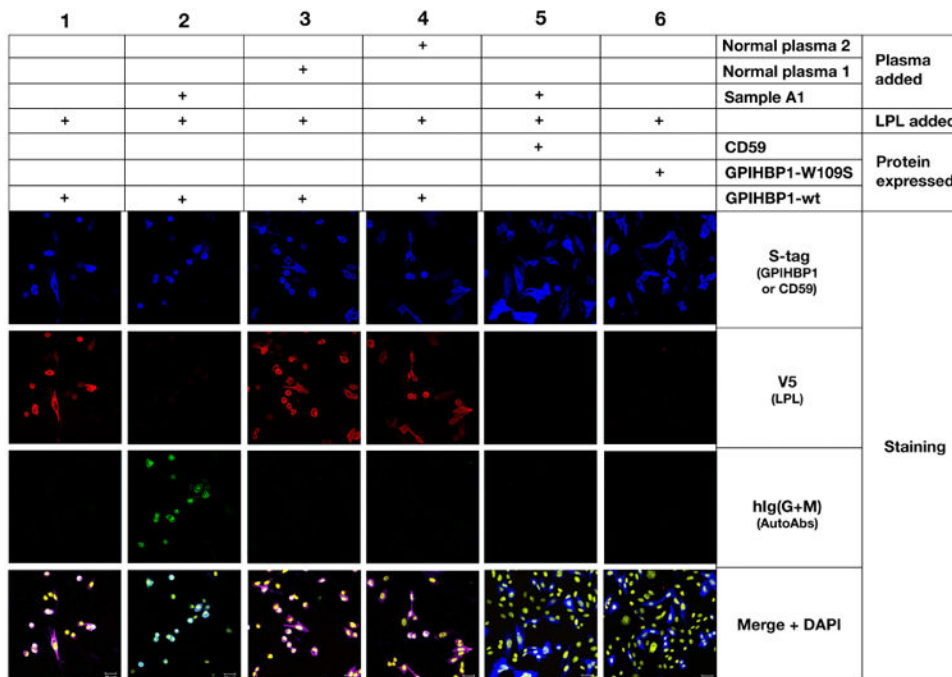 1 2 3 4 5 6
+ Normal plasma 2
+ Normal plasma 1
Plasma
added
+ + Sample A1
+ + + + + + LPL added
+ CD59
+ GPIHBP1-W109S
Protein
expressed
+ + + + GPIHBP1-wt
S-tag
(GPIHBP1
or CD59)
V5
(LPL)
Staining
hIg(G+M)
(AutoAbs)
Merge + DAPI